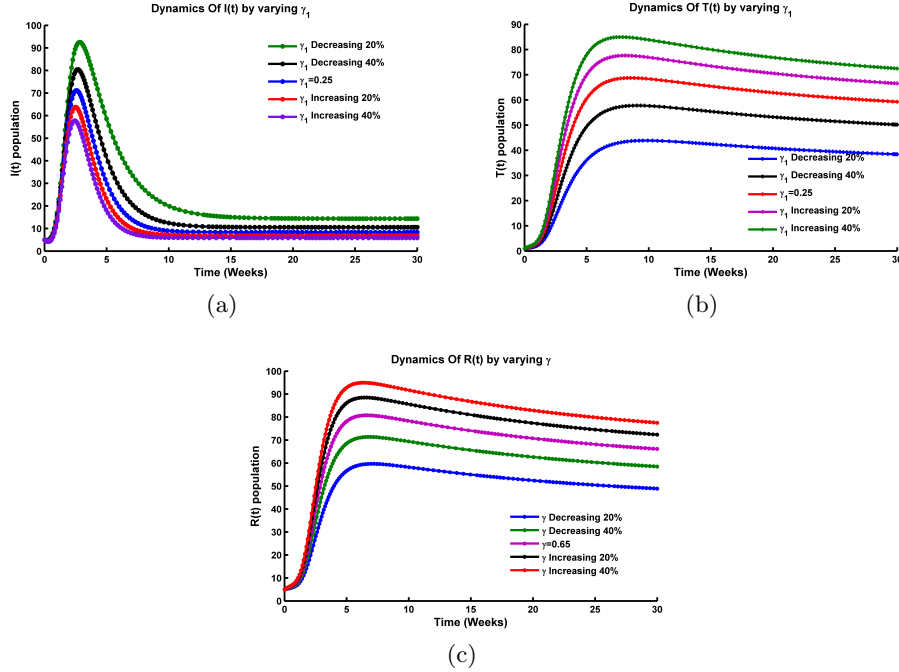 Dynamics Of I(t) by varying γ1
I(t) population
100
90
80
70
60
50
40
30
20
10
0
0 5 10 15 20 25 30
Time (Weeks)
γ1 Decreasing 20%
γ1 Decreasing 40%
γ1=0.25
γ1 Increasing 20%
γ1 Increasing 40%
(a)
Dynamics Of T(t) by varying γ1
T(t) population
90
80
70
60
50
40
30
20
10
0
0 5 10 15 20 25 30
Time (Weeks)
γ1 Decreasing 20%
γ1 Decreasing 40%
γ1=0.25
γ1 Increasing 20%
γ1 Increasing 40%
(b)
Dynamics Of R(t) by varying γ
R(t) population
100
90
80
70
60
50
40
30
20
10
0
0 5 10 15 20 25 30
Time (Weeks)
γ Decreasing 20%
γ Decreasing 40%
γ=0.65
γ Increasing 20%
γ Increasing 40%
(c)